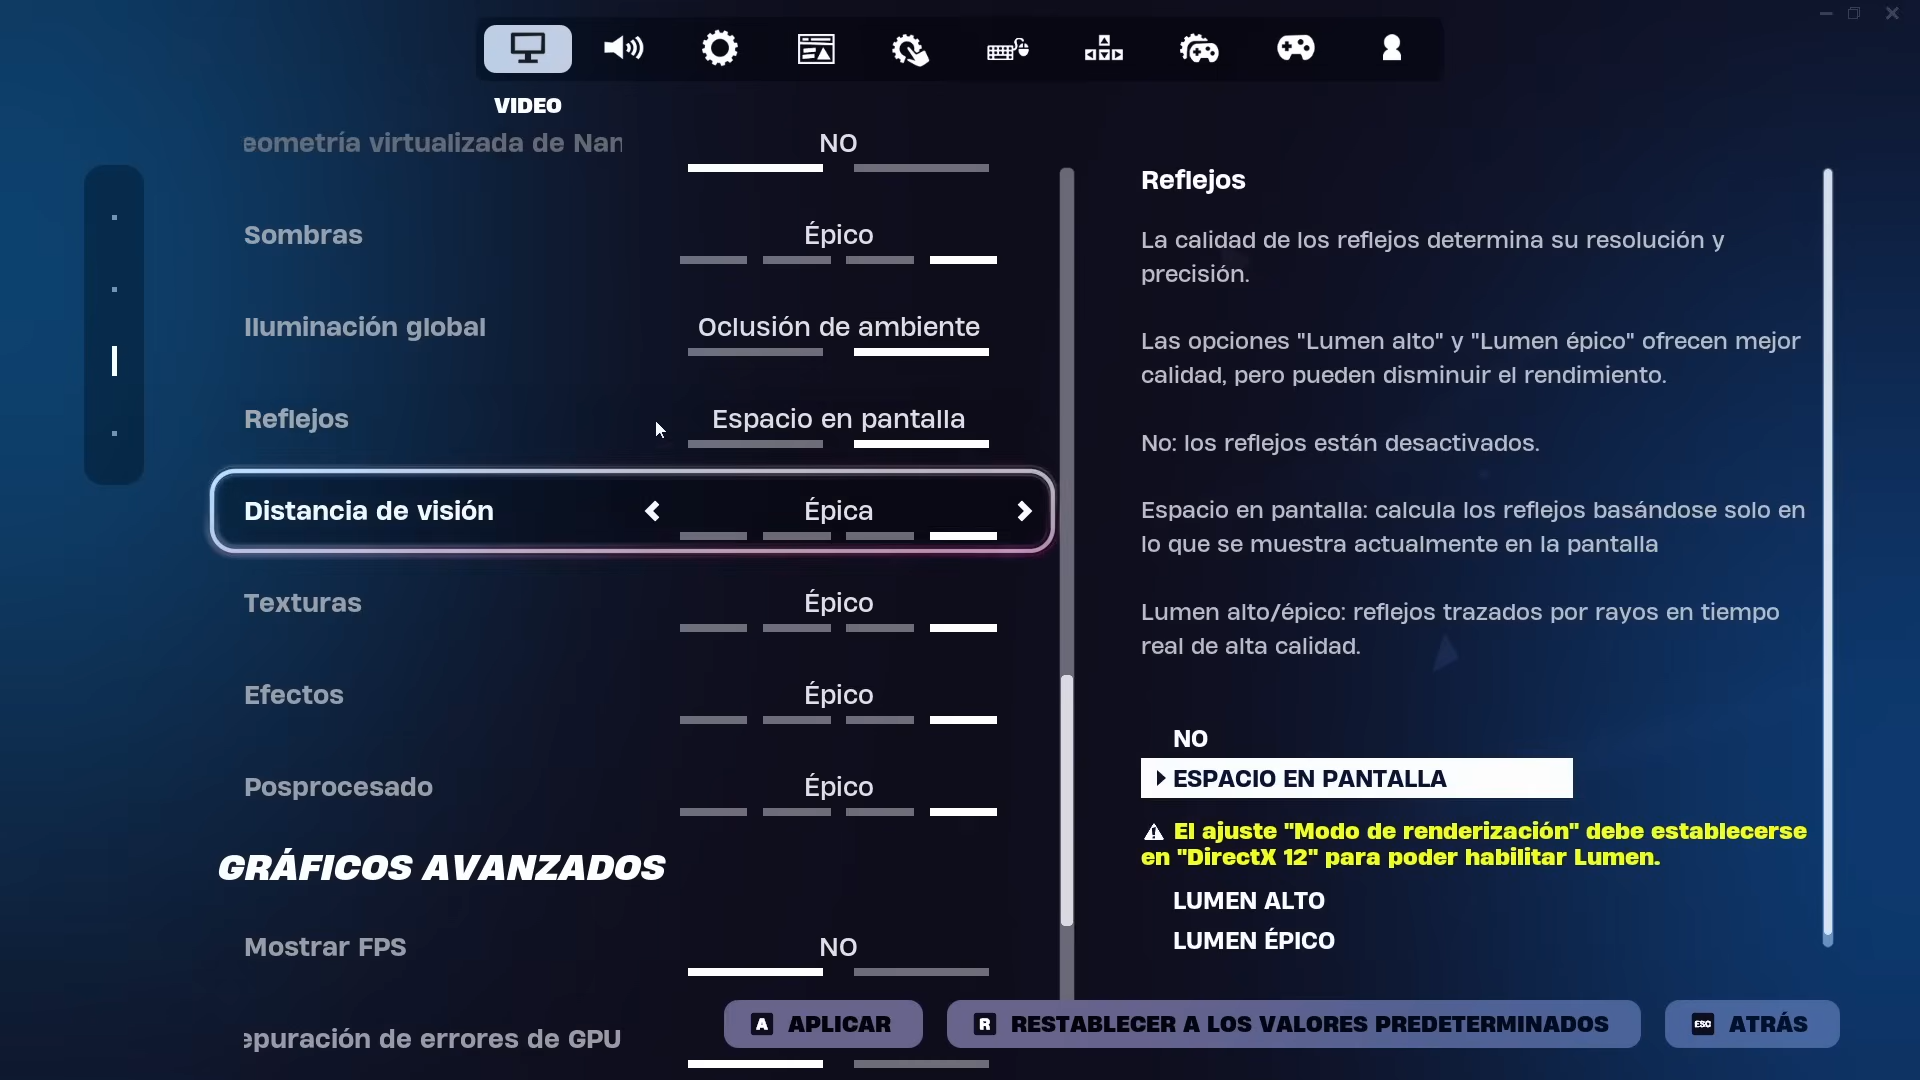 VIDEO
eometría virtualizada de Nan
NO
Sombras
Épico
Iluminación global
Oclusión de ambiente
Reflejos
Espacio en pantalla
Distancia de visión
Épica
Texturas
Épico
Efectos
Épico
Posprocesado
Épico
GRÁFICOS AVANZADOS
Mostrar FPS
NO
epuración de errores de GPU
Reflejos
La calidad de los reflejos determina su resolución y
precisión.
Las opciones "Lumen alto" y "Lumen épico" ofrecen mejor
calidad, pero pueden disminuir el rendimiento.
No: los reflejos están desactivados.
Espacio en pantalla: calcula los reflejos basándose solo en
lo que se muestra actualmente en la pantalla
Lumen alto/épico: reflejos trazados por rayos en tiempo
real de alta calidad.
NO
ESPACIO EN PANTALLA
El ajuste "Modo de renderización" debe establecerse
en "DirectX 12" para poder habilitar Lumen.
LUMEN ALTO
LUMEN ÉPICO
A APLICAR
R RESTABLECER A LOS VALORES PREDETERMINADOS
ESC ATRÁS